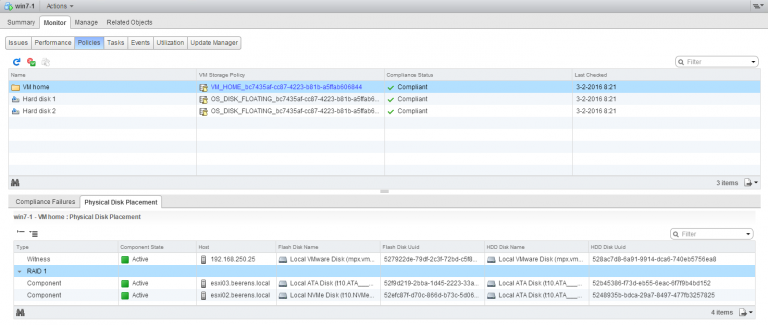 win7-1 Actions
Summary Monitor Manage Related Objects
Issues Performance Policies Tasks Events Utilization Update Manager
Filter
Name VM Storage Policy Compliance Status Last Checked
VM home VM_HOME_bc7435af-cc87-4223-b81b-a5ffab606844 Compliant 3-2-2016 8:21
Hard disk 1 OS_DISK_FLOATING_bc7435af-cc87-4223-b81b-a5ffab6... Compliant 3-2-2016 8:21
Hard disk 2 OS_DISK_FLOATING_bc7435af-cc87-4223-b81b-a5ffab6... Compliant 3-2-2016 8:21
3 items
Compliance Failures Physical Disk Placement
win7-1 - VM home : Physical Disk Placement
Filter
Type Component State Host Flash Disk Name Flash Disk Uuid HDD Disk Name HDD Disk Uuid
Witness Active 192.168.250.25 Local VMware Disk (mpx.vm... 527922de-79df-2c3f-72bd-c5f8... Local VMware Disk (mpx.vm... 528ac7d8-6a91-9914-dca6-740eb5756ea8
RAID 1
Component Active esxi03.beerens.local Local ATA Disk (t10.ATA___... 52f9d219-2bba-1d45-2223-33a... Local ATA Disk (t10.ATA___... 52b45386-f73d-eb55-6eac-6f7f9b4bd152
Component Active esxi02.beerens.local Local NVMe Disk (t10.NVMe... 52efc87f-d70c-866d-b73c-5d06... Local ATA Disk (t10.ATA___... 5248935b-bdca-29a7-8497-477fb3257825
4 items